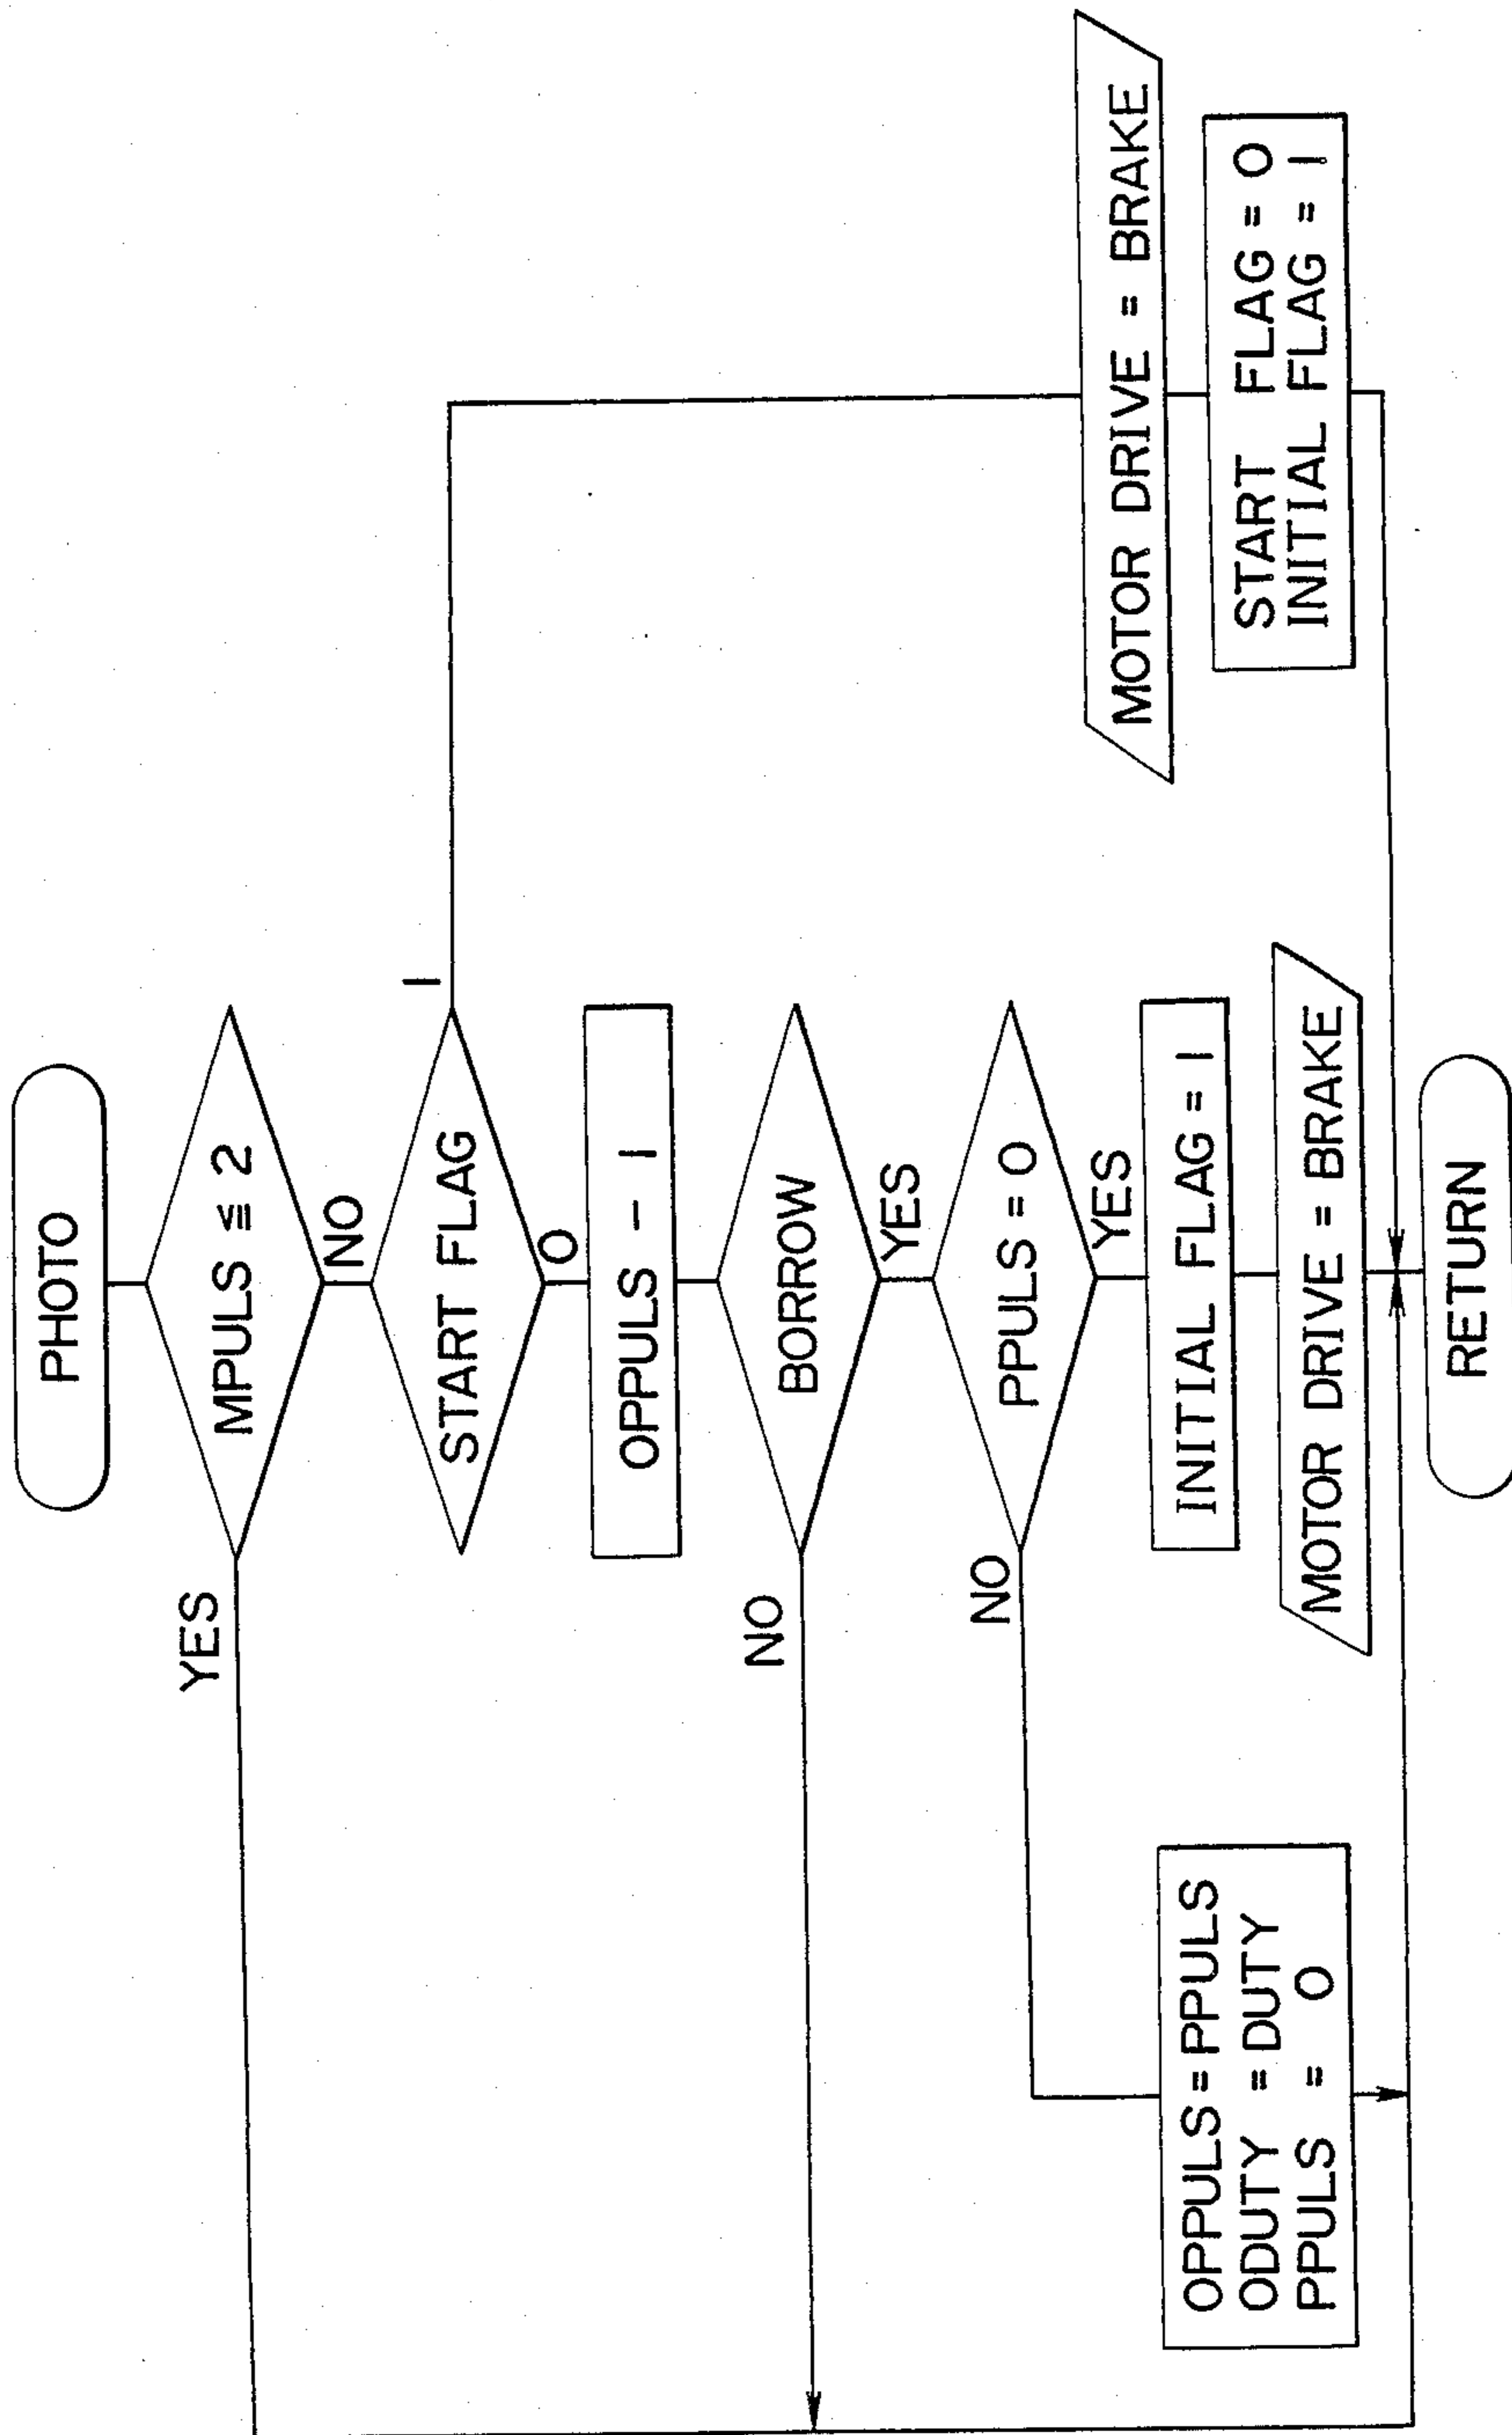 PHOTO
MPULS ≦ 2
YES
NO
START FLAG
1
0
OPPULS - 1
BORROW
NO
YES
PPULS = 0
NO
YES
OPPULS = PPULS
ODUTY = DUTY
PPULS = 0
INITIAL FLAG = 1
MOTOR DRIVE = BRAKE
MOTOR DRIVE = BRAKE
START FLAG = 0
INITIAL FLAG = 1
RETURN